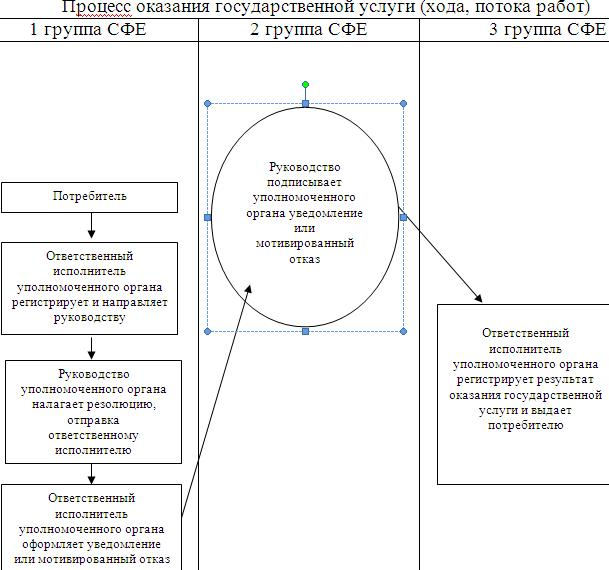 Процесс оказания государственной услуги (хода, потока работ)
1 группа СФЕ
2 группа СФЕ
3 группа СФЕ
Потребитель
Ответственный
исполнитель
уполномоченного органа
регистрирует и направляет
руководству
Руководство
уполномоченного органа
налагает резолюцию,
отправка
ответственному
исполнителю
Ответственный
исполнитель
уполномоченного органа
оформляет уведомление
или мотивированный отказ
Руководство
подписывает
уполномоченного
органа уведомление
или
мотивированный
отказ
Ответственный
исполнитель
уполномоченного органа
регистрирует результат
оказания государственной
услуги и выдает
потребителю